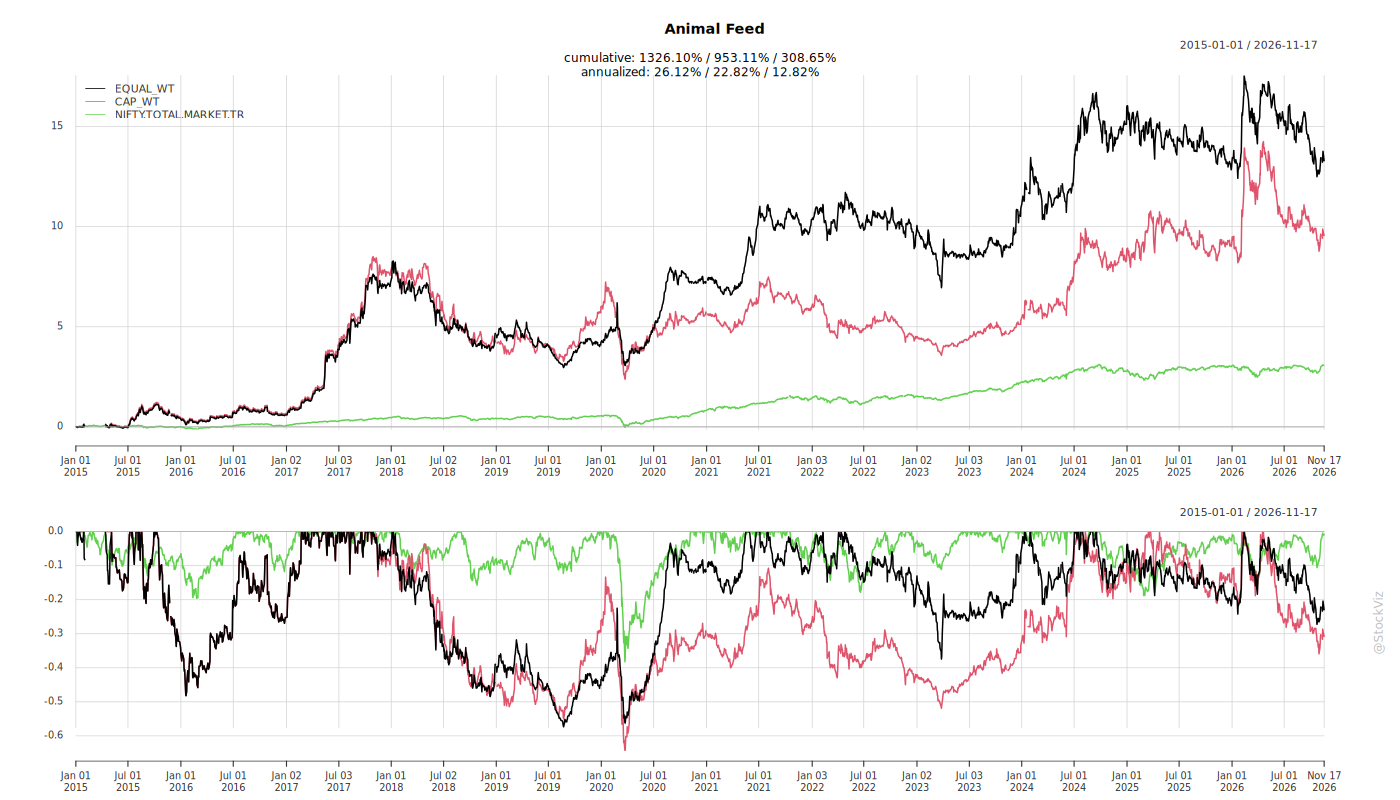 Animal Feed
2015-01-01 / 2026-11-17
cumulative: 1326.10% / 953.11% / 308.65%
annualized: 26.12% / 22.82% / 12.82%
EQUAL_WT
CAP_WT
NIFTY.TOTAL.MARKET.TR
15
10
5
0
Jan 01 Jul 01 Jan 01 Jul 01 Jan 02 Jul 03 Jan 01 Jul 02 Jan 01 Jul 01 Jan 01 Jul 01 Jan 01 Jul 01 Jan 03 Jul 01 Jan 02 Jul 03 Jan 01 Jul 01 Jan 01 Jul 01 Jan 01 Jul 01 Nov 17
2015 2015 2016 2016 2017 2017 2018 2018 2019 2019 2020 2020 2021 2021 2022 2022 2023 2023 2024 2024 2025 2025 2026 2026 2026
2015-01-01 / 2026-11-17
0.0
-0.1
-0.2
-0.3
-0.4
-0.5
-0.6
Jan 01 Jul 01 Jan 01 Jul 01 Jan 02 Jul 03 Jan 01 Jul 02 Jan 01 Jul 01 Jan 01 Jul 01 Jan 01 Jul 01 Jan 03 Jul 01 Jan 02 Jul 03 Jan 01 Jul 01 Jan 01 Jul 01 Jan 01 Jul 01 Nov 17
2015 2015 2016 2016 2017 2017 2018 2018 2019 2019 2020 2020 2021 2021 2022 2022 2023 2023 2024 2024 2025 2025 2026 2026 2026
@StockViz